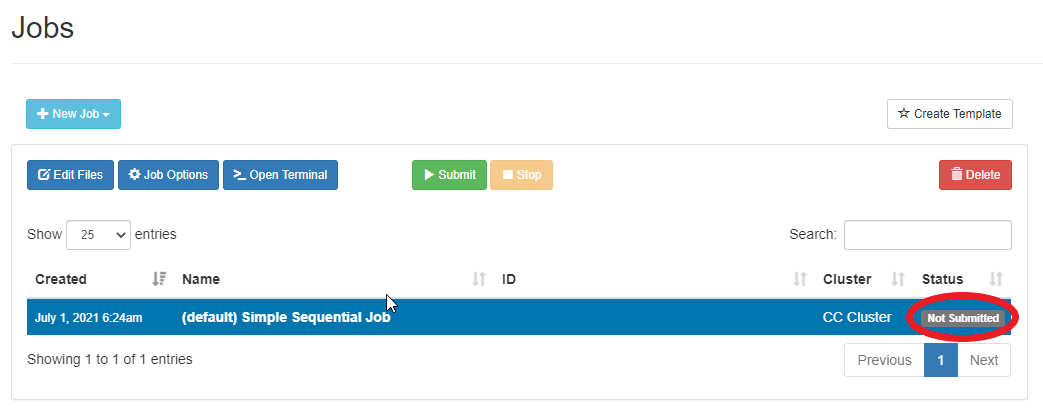 Jobs
New Job
Create Template
Edit Files Job Options Open Terminal Submit Stop Delete
Show 25 entries Search:
Created Name ID Cluster Status
July 1, 2021 6:24am (default) Simple Sequential Job CC Cluster Not Submitted
Showing 1 to 1 of 1 entries Previous 1 Next